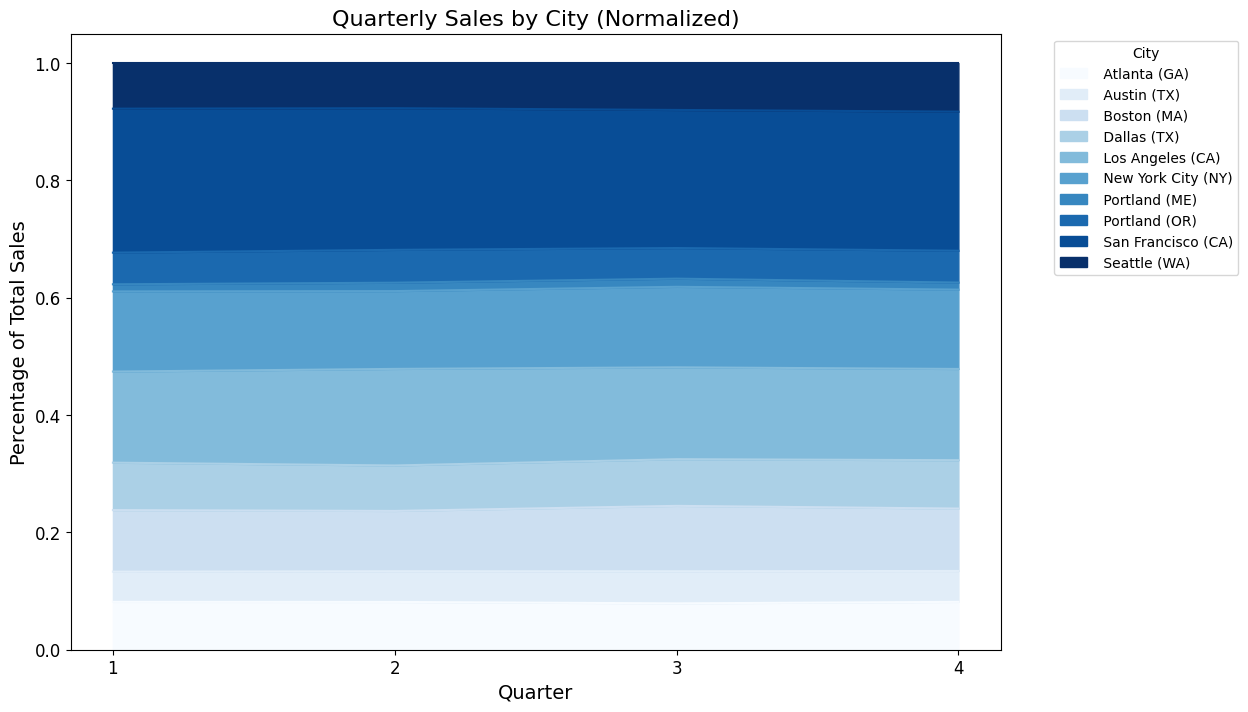 Quarterly Sales by City (Normalized)
Percentage of Total Sales
1.0
0.8
0.6
0.4
0.2
0.0
1 2 3 4
Quarter
City
Atlanta (GA)
Austin (TX)
Boston (MA)
Dallas (TX)
Los Angeles (CA)
New York City (NY)
Portland (ME)
Portland (OR)
San Francisco (CA)
Seattle (WA)